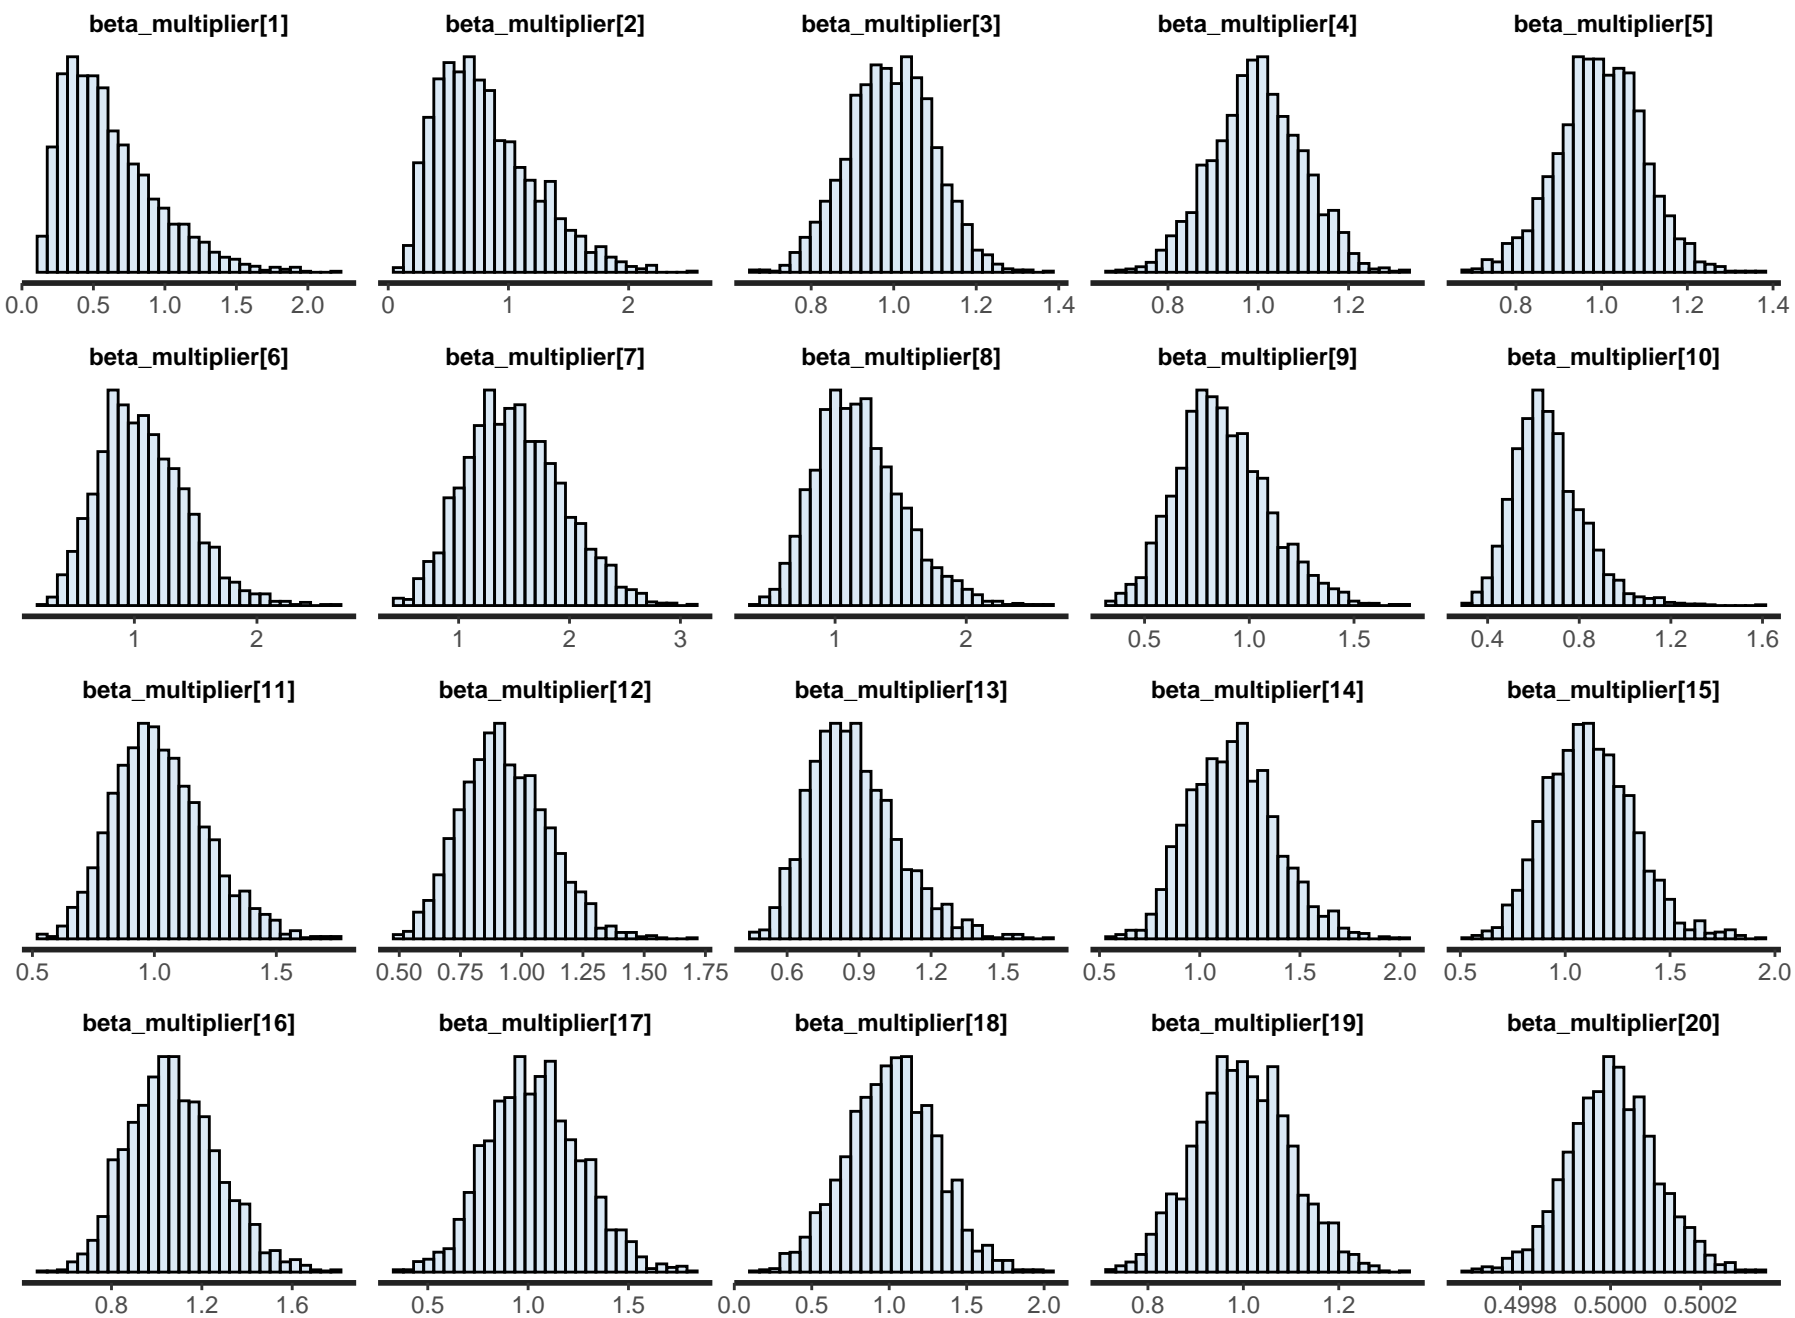 beta_multiplier[1] beta_multiplier[2] beta_multiplier[3] beta_multiplier[4] beta_multiplier[5]
0.0 0.5 1.0 1.5 2.0 0 1 2 0.8 1.0 1.2 1.4 0.8 1.0 1.2 0.8 1.0 1.2 1.4
beta_multiplier[6] beta_multiplier[7] beta_multiplier[8] beta_multiplier[9] beta_multiplier[10]
1 2 1 2 3 1 2 0.5 1.0 1.5 0.4 0.8 1.2 1.6
beta_multiplier[11] beta_multiplier[12] beta_multiplier[13] beta_multiplier[14] beta_multiplier[15]
0.5 1.0 1.5 0.50 0.75 1.00 1.25 1.50 1.75 0.6 0.9 1.2 1.5 0.5 1.0 1.5 2.0 0.5 1.0 1.5 2.0
beta_multiplier[16] beta_multiplier[17] beta_multiplier[18] beta_multiplier[19] beta_multiplier[20]
0.8 1.2 1.6 0.5 1.0 1.5 0.0 0.5 1.0 1.5 2.0 0.8 1.0 1.2 0.4998 0.5000 0.5002